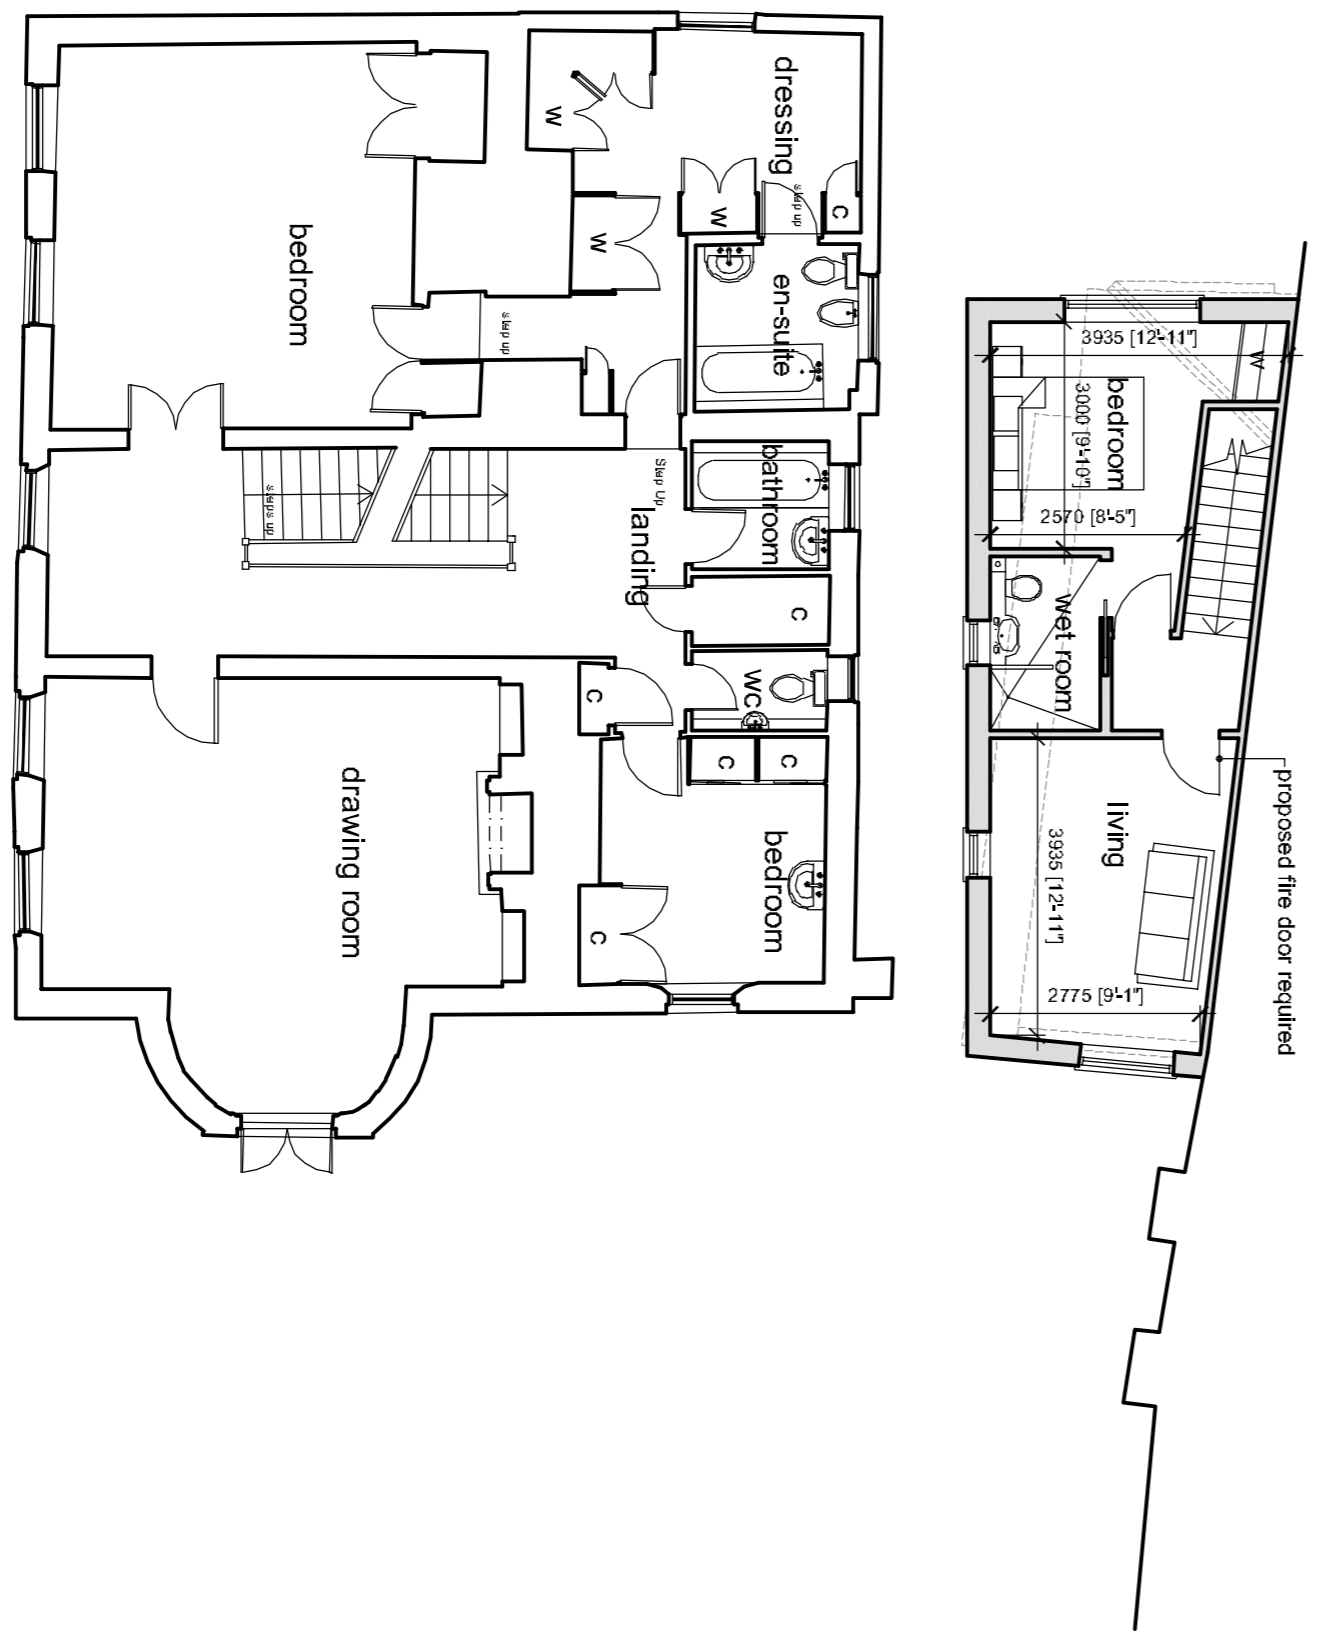 dressing
W
C
step up
W
W
en-suite
bedroom
step up
steps up
Step Up
landing
bathroom
C
WC
C
C
C
bedroom
C
drawing room
3935 [12'-11"]
W
bedroom
3000 [9'-10"]
2570 [8'-5"]
wet room
proposed fire door required
living
3935 [12'-11"]
2775 [9'-1"]